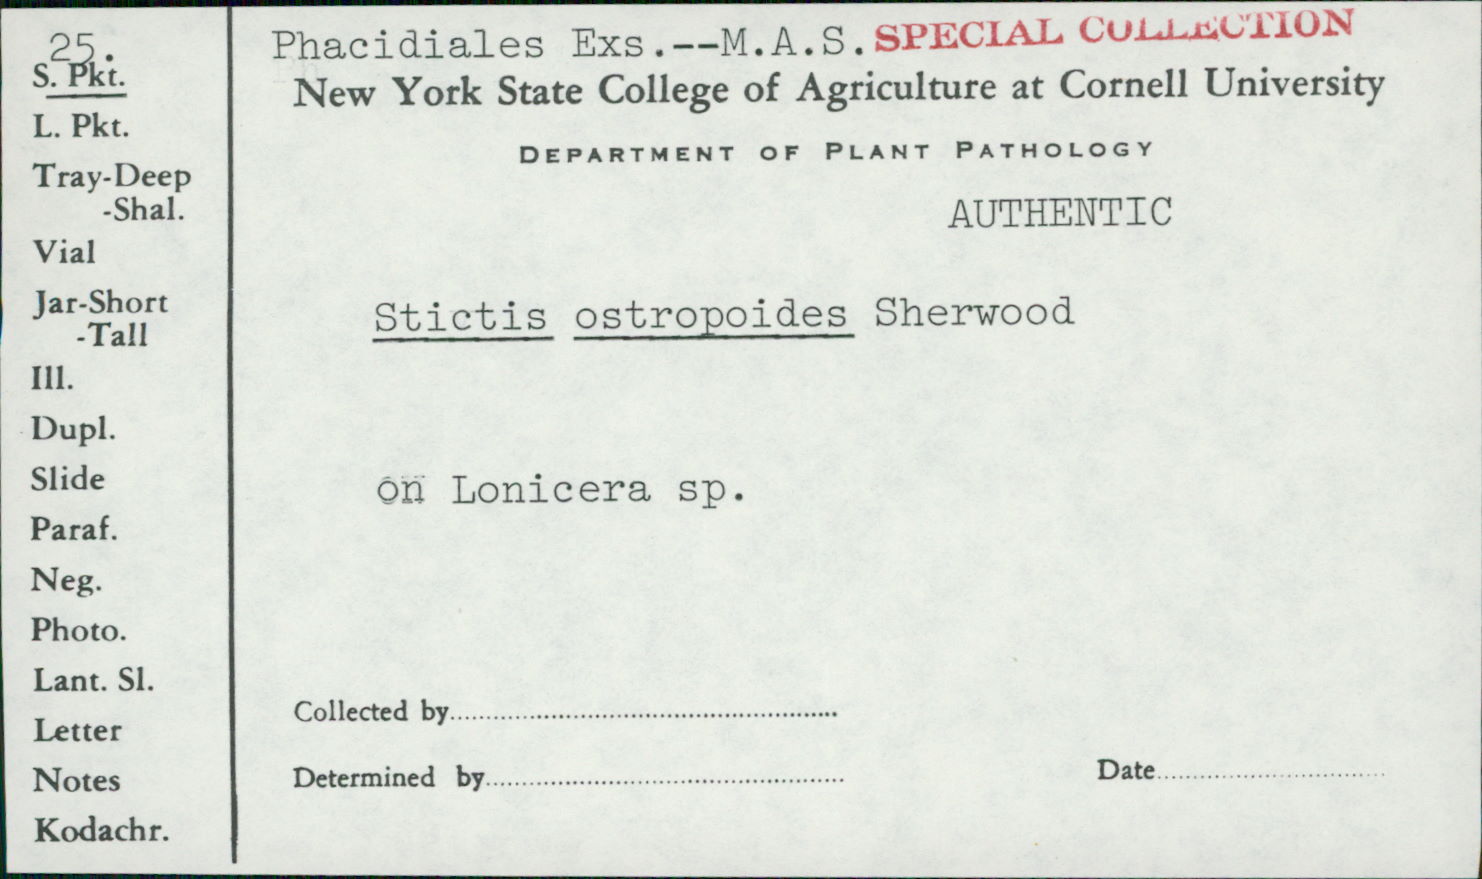 25.
S. Pkt.
L. Pkt.
Tray-Deep
-Shal.
Vial
Jar-Short
-Tall
Ill.
Dupl.
Slide
Paraf.
Neg.
Photo.
Lant. Sl.
Letter
Notes
Kodachr.
Phacidiales Exs.--M.A.S. SPECIAL COLLECTION
New York State College of Agriculture at Cornell University
DEPARTMENT OF PLANT PATHOLOGY
AUTHENTIC
Stictis ostropoides Sherwood
on Lonicera sp.
Collected by
Determined by
Date